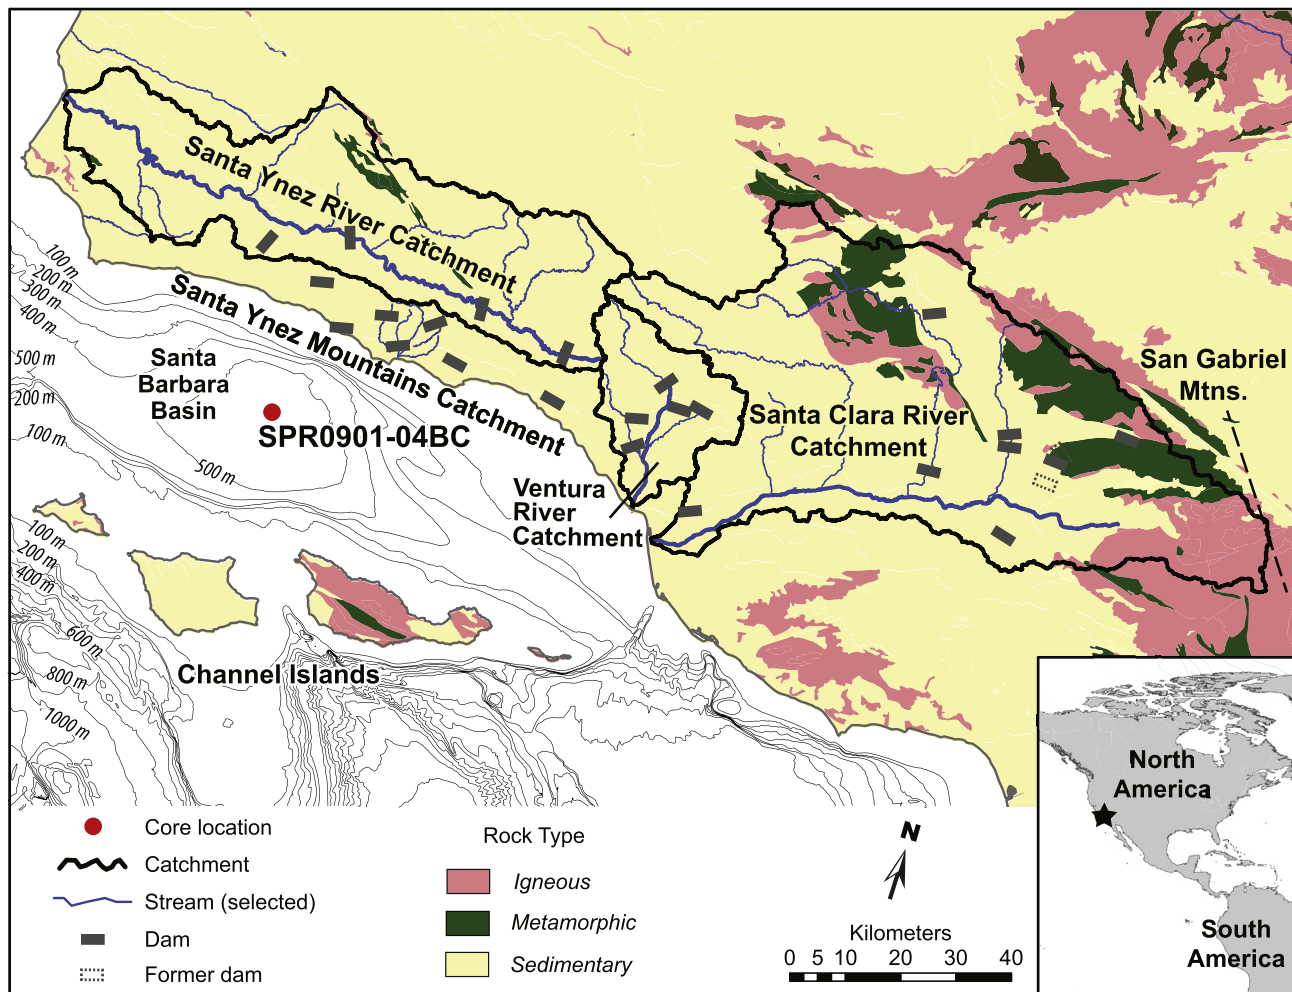 Santa Ynez River Catchment
Santa Ynez Mountains Catchment
100 m
200 m
300 m
400 m
500 m
200 m
100 m
Santa
Barbara
Basin
SPR0901-04BC
500 m
San Gabriel
Mtns.
Santa Clara River
Catchment
Ventura
River
Catchment
100 m
200 m
400 m
600 m
800 m
1000 m
Channel Islands
Core location
Catchment
Stream (selected)
Dam
Former dam
Rock Type
Igneous
Metamorphic
Sedimentary
N
Kilometers
0 5 10 20 30 40
North
America
South
America